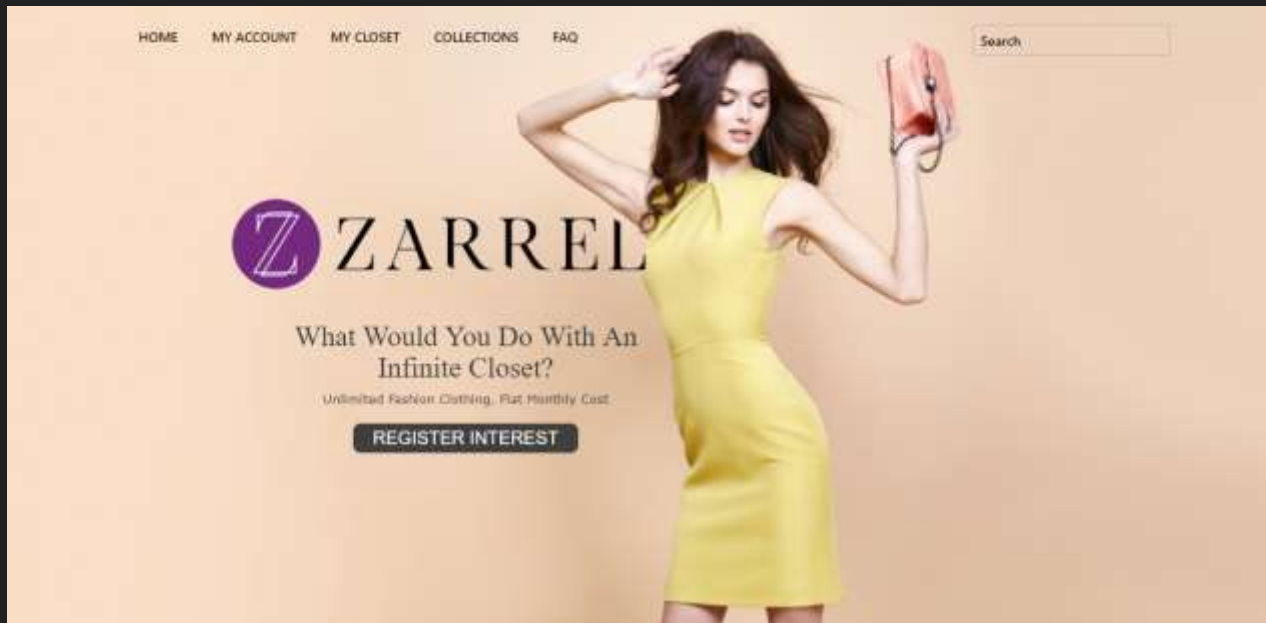 HOME MY ACCOUNT MY CLOSET COLLECTIONS FAQ Search
Z ZARREL
What Would You Do With An
Infinite Closet?
Unlimited Fashion Clothing, Flat Monthly Cost
REGISTER INTEREST